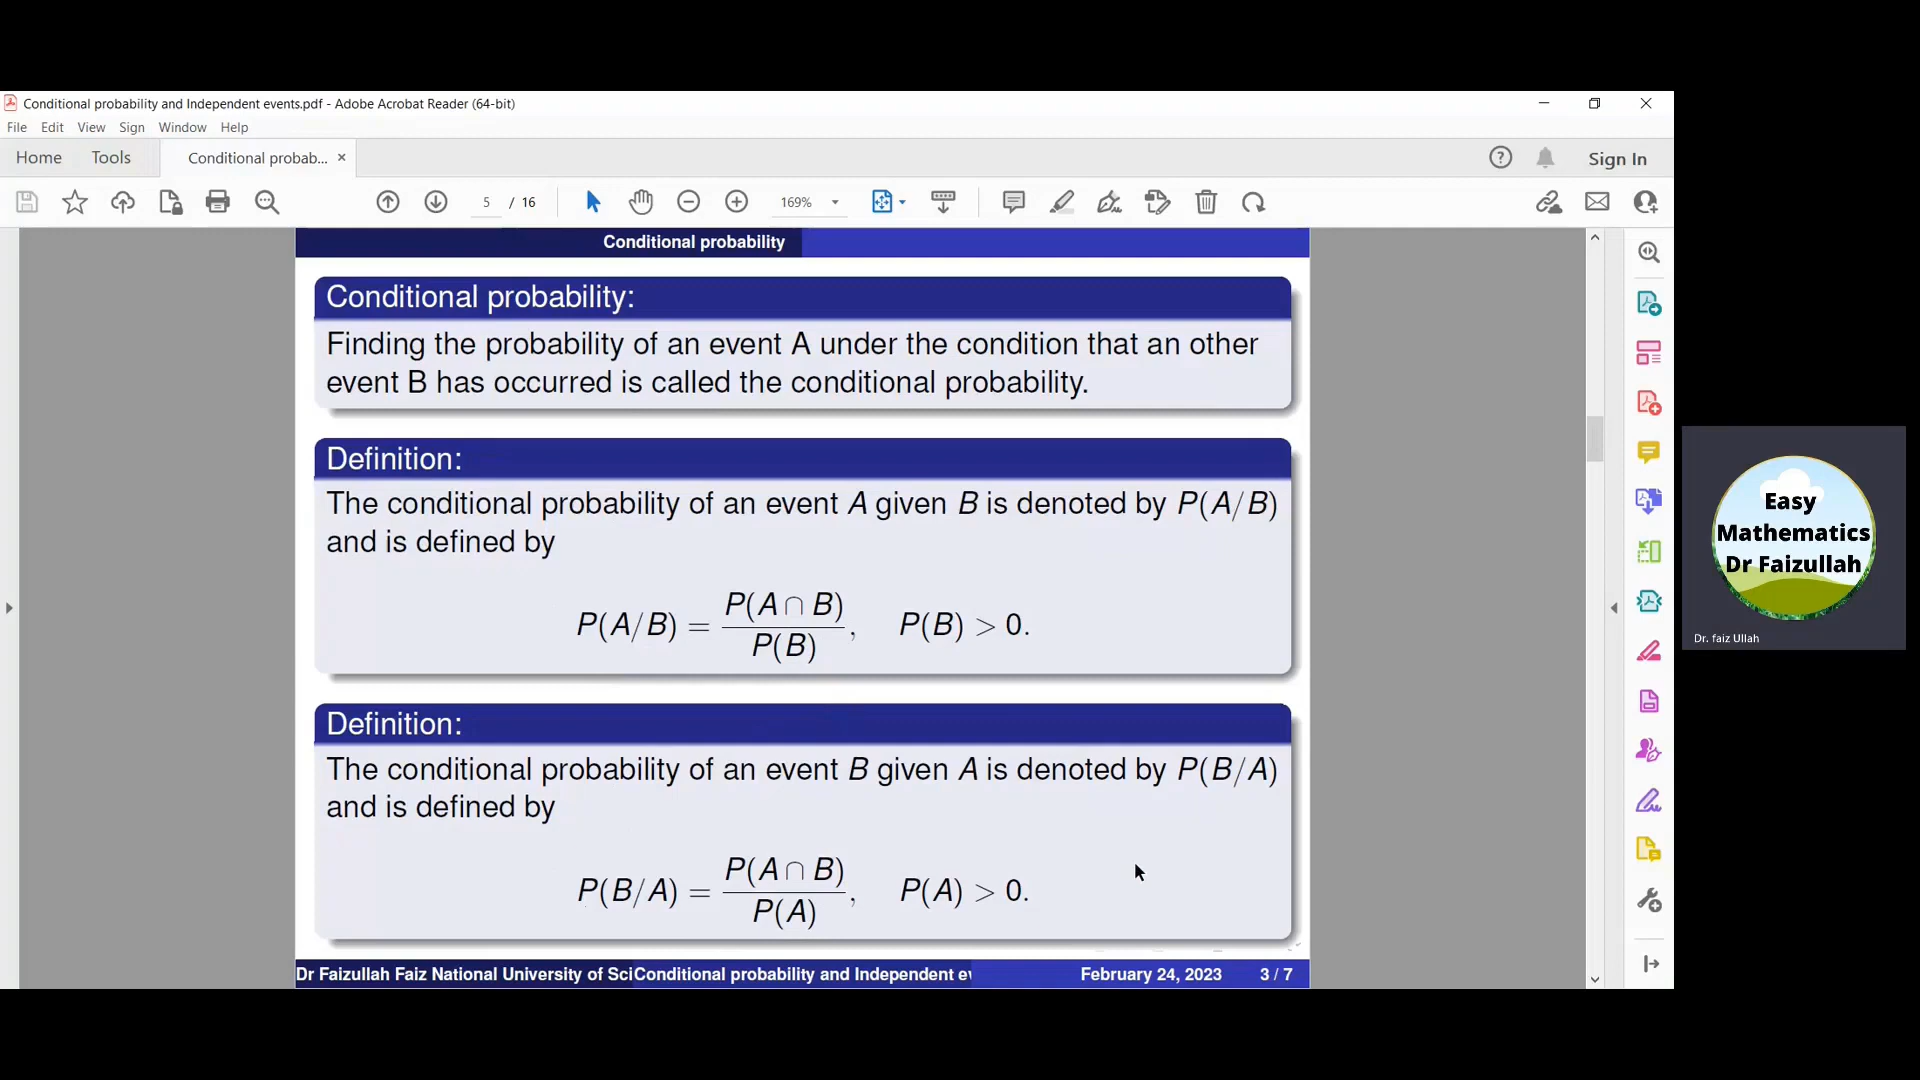 Conditional probability and Independent events.pdf - Adobe Acrobat Reader (64-bit)
File Edit View Sign Window Help
Home Tools Conditional probab... × Sign In
5 / 16 169%
Conditional probability
Conditional probability:
Finding the probability of an event A under the condition that an other
event B has occurred is called the conditional probability.
Definition:
The conditional probability of an event A given B is denoted by P(A/B)
and is defined by
P(A/B) = P(A ∩ B) / P(B), P(B) > 0.
Definition:
The conditional probability of an event B given A is denoted by P(B/A)
and is defined by
P(B/A) = P(A ∩ B) / P(A), P(A) > 0.
Dr Faizullah Faiz National University of Sci Conditional probability and Independent ev February 24, 2023 3 / 7
Easy
Mathematics
Dr Faizullah
Dr. faiz Ullah